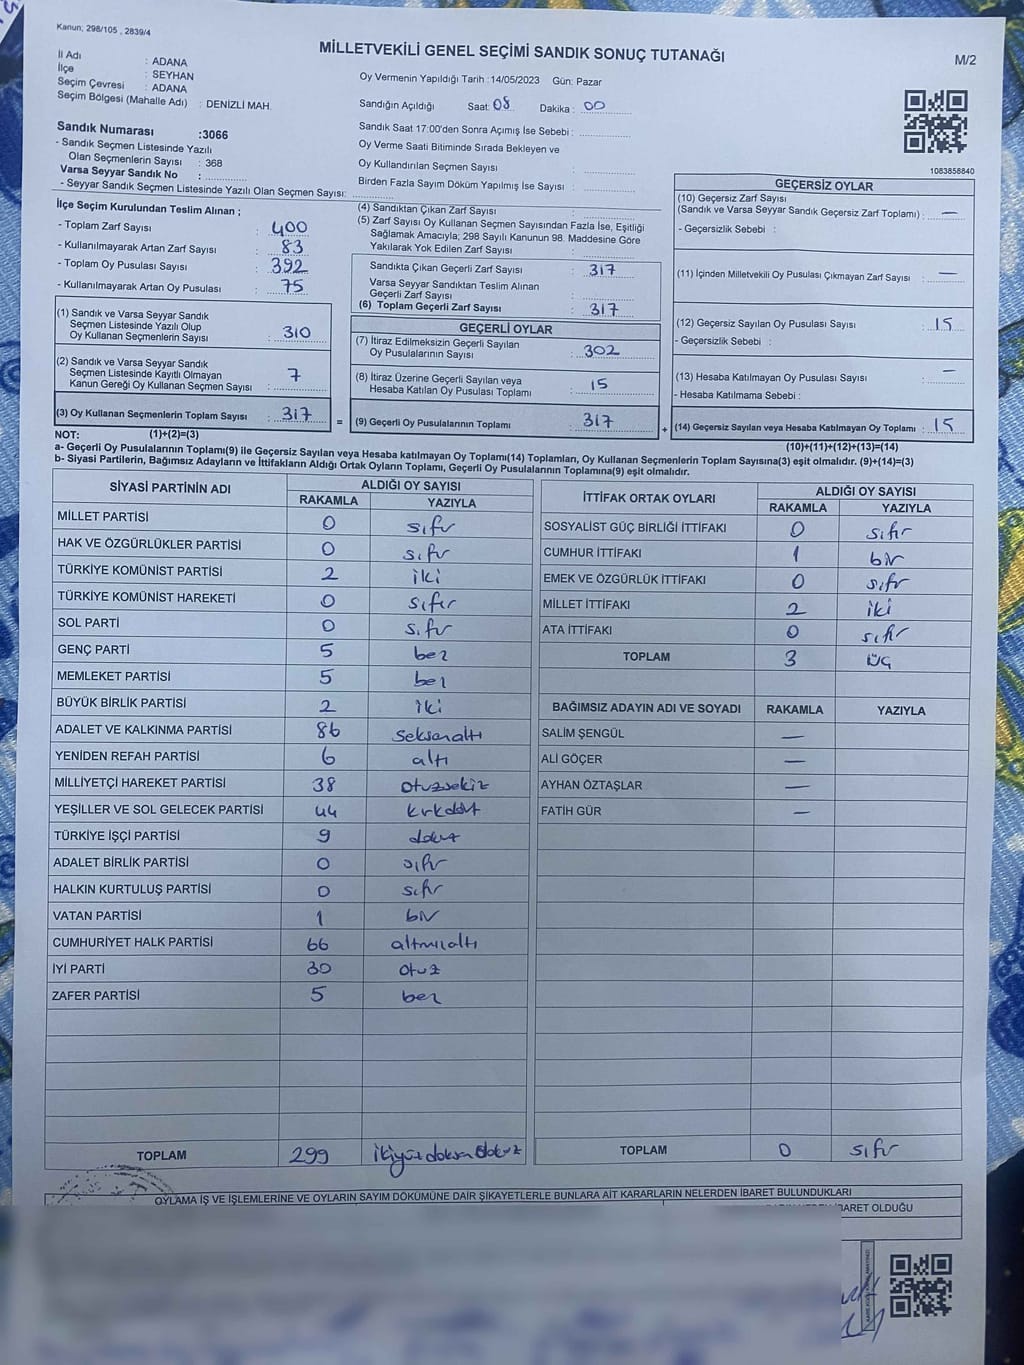 Kanun; 298/105 , 2839/4
MİLLETVEKİLİ GENEL SEÇİMİ SANDIK SONUÇ TUTANAĞI
M/2
İl Adı : ADANA
İlçe : SEYHAN
Seçim Çevresi : ADANA
Seçim Bölgesi (Mahalle Adı) : DENİZLİ MAH.
Oy Vermenin Yapıldığı Tarih :14/05/2023 Gün: Pazar
Sandığın Açıldığı Saat: 08 Dakika : 00
Sandık Saat 17:00'den Sonra Açımış İse Sebebi :
Oy Verme Saati Bitiminde Sırada Bekleyen ve
Oy Kullandırılan Seçmen Sayısı :
Birden Fazla Sayım Döküm Yapılmış İse Sayısı :
Sandık Numarası :3066
- Sandık Seçmen Listesinde Yazılı
Olan Seçmenlerin Sayısı : 368
Varsa Seyyar Sandık No :
- Seyyar Sandık Seçmen Listesinde Yazılı Olan Seçmen Sayısı:
1083858840
İlçe Seçim Kurulundan Teslim Alınan ;
- Toplam Zarf Sayısı : 400
- Kullanılmayarak Artan Zarf Sayısı : 83
- Toplam Oy Pusulası Sayısı : 392
- Kullanılmayarak Artan Oy Pusulası : 75
(1) Sandık ve Varsa Seyyar Sandık
Seçmen Listesinde Yazılı Olup
Oy Kullanan Seçmenlerin Sayısı : 310
(2) Sandık ve Varsa Seyyar Sandık
Seçmen Listesinde Kayıtlı Olmayan
Kanun Gereği Oy Kullanan Seçmen Sayısı : 7
(3) Oy Kullanan Seçmenlerin Toplam Sayısı : 317
(4) Sandıktan Çıkan Zarf Sayısı :
(5) Zarf Sayısı Oy Kullanan Seçmen Sayısından Fazla İse, Eşitliği
Sağlamak Amacıyla; 298 Sayılı Kanunun 98. Maddesine Göre
Yakılarak Yok Edilen Zarf Sayısı :
Sandıkta Çıkan Geçerli Zarf Sayısı : 317
Varsa Seyyar Sandıktan Teslim Alınan
Geçerli Zarf Sayısı :
(6) Toplam Geçerli Zarf Sayısı : 317
GEÇERLİ OYLAR
(7) İtiraz Edilmeksizin Geçerli Sayılan
Oy Pusulalarının Sayısı : 302
(8) İtiraz Üzerine Geçerli Sayılan veya
Hesaba Katılan Oy Pusulası Toplamı : 15
= (9) Geçerli Oy Pusulalarının Toplamı : 317
GEÇERSİZ OYLAR
(10) Geçersiz Zarf Sayısı
(Sandık ve Varsa Seyyar Sandık Geçersiz Zarf Toplamı) : —
- Geçersizlik Sebebi :
(11) İçinden Milletvekili Oy Pusulası Çıkmayan Zarf Sayısı : —
(12) Geçersiz Sayılan Oy Pusulası Sayısı : 15
- Geçersizlik Sebebi :
(13) Hesaba Katılmayan Oy Pusulası Sayısı : —
- Hesaba Katılmama Sebebi :
+ (14) Geçersiz Sayılan veya Hesaba Katılmayan Oy Toplamı : 15
NOT: (1)+(2)=(3)
(10)+(11)+(12)+(13)=(14)
a- Geçerli Oy Pusulalarının Toplamı(9) ile Geçersiz Sayılan veya Hesaba katılmayan Oy Toplamı(14) Toplamları, Oy Kullanan Seçmenlerin Toplam Sayısına(3) eşit olmalıdır. (9)+(14)=(3)
b- Siyasi Partilerin, Bağımsız Adayların ve İttifakların Aldığı Ortak Oyların Toplamı, Geçerli Oy Pusulalarının Toplamına(9) eşit olmalıdır.
SİYASİ PARTİNİN ADI ALDIĞI OY SAYISI
RAKAMLA YAZIYLA
MİLLET PARTİSİ 0 sıfır
HAK VE ÖZGÜRLÜKLER PARTİSİ 0 sıfır
TÜRKİYE KOMÜNİST PARTİSİ 2 iki
TÜRKİYE KOMÜNİST HAREKETİ 0 sıfır
SOL PARTİ 0 sıfır
GENÇ PARTİ 5 beş
MEMLEKET PARTİSİ 5 beş
BÜYÜK BİRLİK PARTİSİ 2 iki
ADALET VE KALKINMA PARTİSİ 86 seksenaltı
YENİDEN REFAH PARTİSİ 6 altı
MİLLİYETÇİ HAREKET PARTİSİ 38 otuzsekiz
YEŞİLLER VE SOL GELECEK PARTİSİ 44 kırkdört
TÜRKİYE İŞÇİ PARTİSİ 9 dokuz
ADALET BİRLİK PARTİSİ 0 sıfır
HALKIN KURTULUŞ PARTİSİ 0 sıfır
VATAN PARTİSİ 1 bir
CUMHURİYET HALK PARTİSİ 66 altmışaltı
İYİ PARTİ 30 otuz
ZAFER PARTİSİ 5 beş
TOPLAM 299 ikiyüzdoksandokuz
İTTİFAK ORTAK OYLARI ALDIĞI OY SAYISI
RAKAMLA YAZIYLA
SOSYALİST GÜÇ BİRLİĞİ İTTİFAKI 0 sıfır
CUMHUR İTTİFAKI 1 bir
EMEK VE ÖZGÜRLÜK İTTİFAKI 0 sıfır
MİLLET İTTİFAKI 2 iki
ATA İTTİFAKI 0 sıfır
TOPLAM 3 üç
BAĞIMSIZ ADAYIN ADI VE SOYADI RAKAMLA YAZIYLA
SALİM ŞENGÜL —
ALİ GÖÇER —
AYHAN ÖZTAŞLAR —
FATİH GÜR —
TOPLAM 0 sıfır
OYLAMA İŞ VE İŞLEMLERİNE VE OYLARIN SAYIM DÖKÜMÜNE DAİR ŞİKAYETLERLE BUNLARA AİT KARARLARIN NELERDEN İBARET BULUNDUKLARI
OLDUĞU